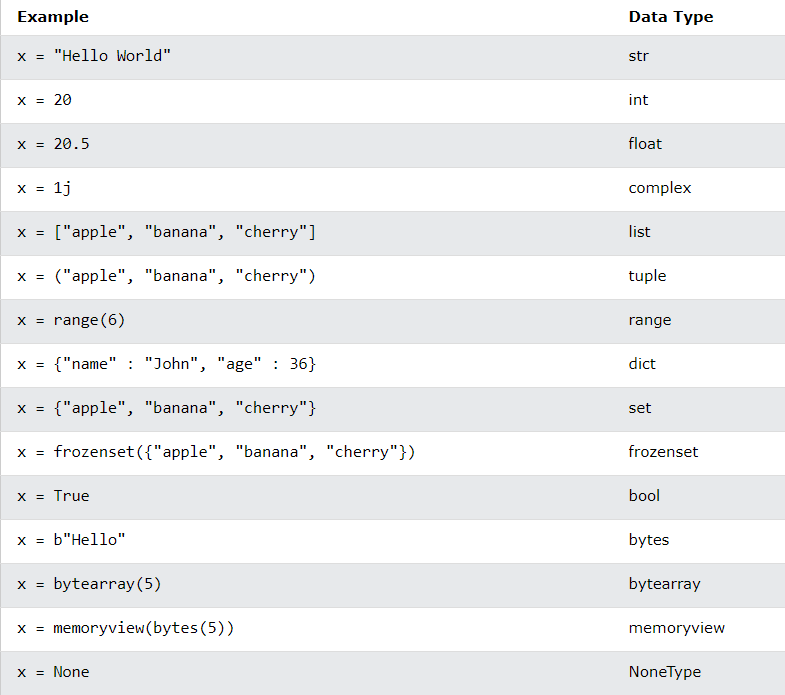 Example Data Type
x = "Hello World" str
x = 20 int
x = 20.5 float
x = 1j complex
x = ["apple", "banana", "cherry"] list
x = ("apple", "banana", "cherry") tuple
x = range(6) range
x = {"name" : "John", "age" : 36} dict
x = {"apple", "banana", "cherry"} set
x = frozenset({"apple", "banana", "cherry"}) frozenset
x = True bool
x = b"Hello" bytes
x = bytearray(5) bytearray
x = memoryview(bytes(5)) memoryview
x = None NoneType